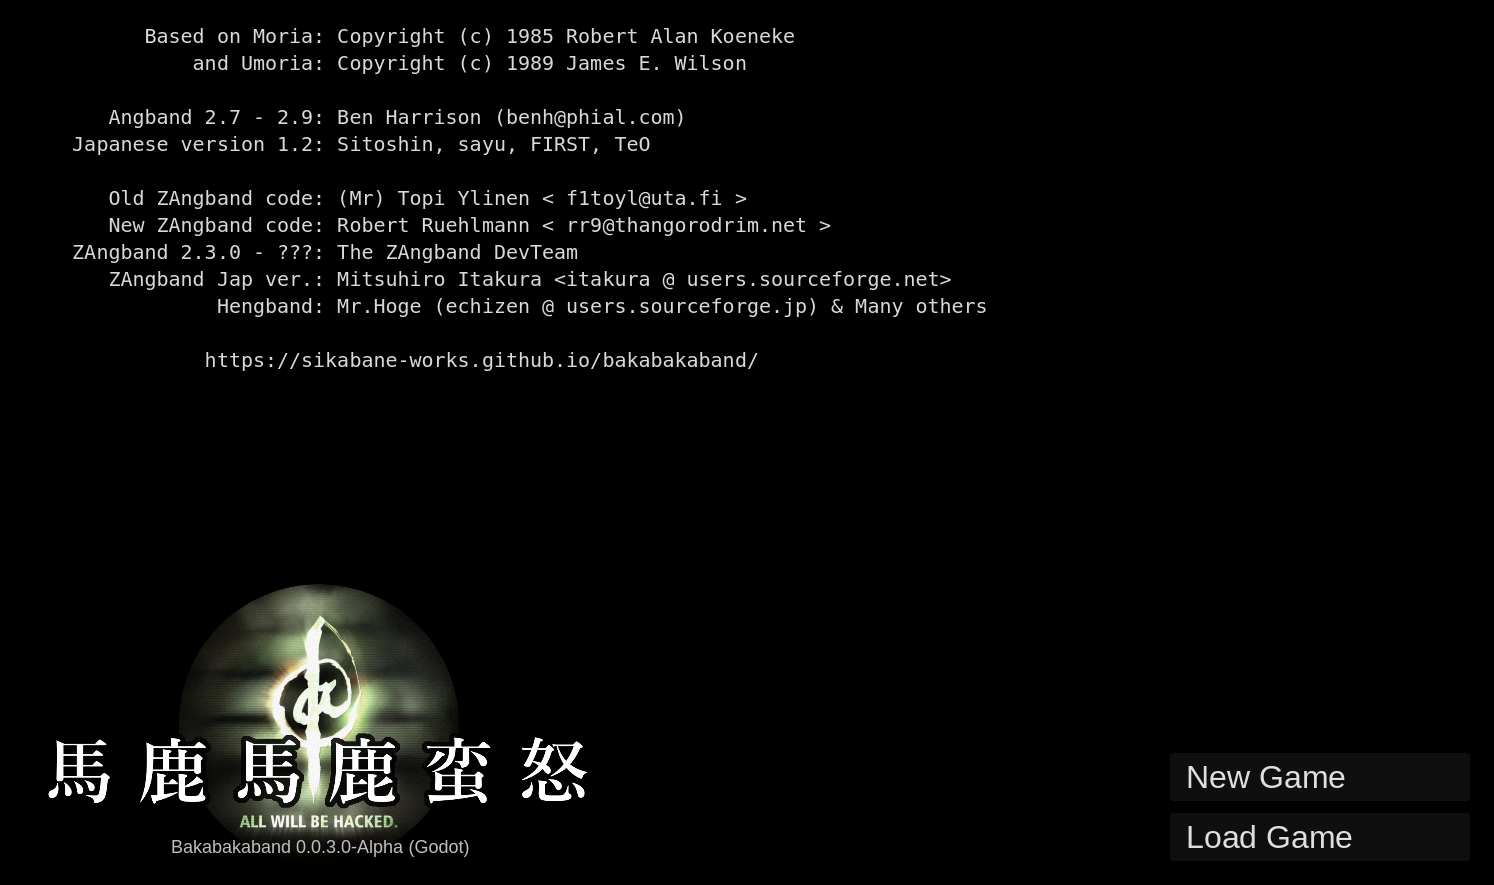 Based on Moria: Copyright (c) 1985 Robert Alan Koeneke
and Umoria: Copyright (c) 1989 James E. Wilson
Angband 2.7 - 2.9: Ben Harrison (benh@phial.com)
Japanese version 1.2: Sitoshin, sayu, FIRST, TeO
Old ZAngband code: (Mr) Topi Ylinen < f1toyl@uta.fi >
New ZAngband code: Robert Ruehlmann < rr9@thangorodrim.net >
ZAngband 2.3.0 - ???: The ZAngband DevTeam
ZAngband Jap ver.: Mitsuhiro Itakura <itakura @ users.sourceforge.net>
Hengband: Mr.Hoge (echizen @ users.sourceforge.jp) & Many others
https://sikabane-works.github.io/bakabakaband/
馬鹿馬鹿蛮怒
ALL WILL BE HACKED.
Bakabakaband 0.0.3.0-Alpha (Godot)
New Game
Load Game